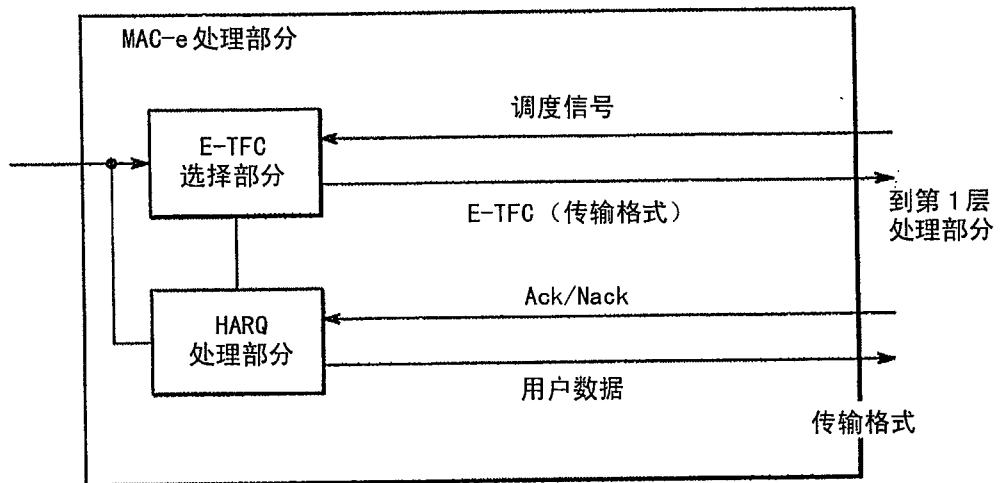 MAC-e 处理部分
调度信号
E-TFC
选择部分
E-TFC（传输格式）
到第 1 层
处理部分
Ack/Nack
HARQ
处理部分
用户数据
传输格式